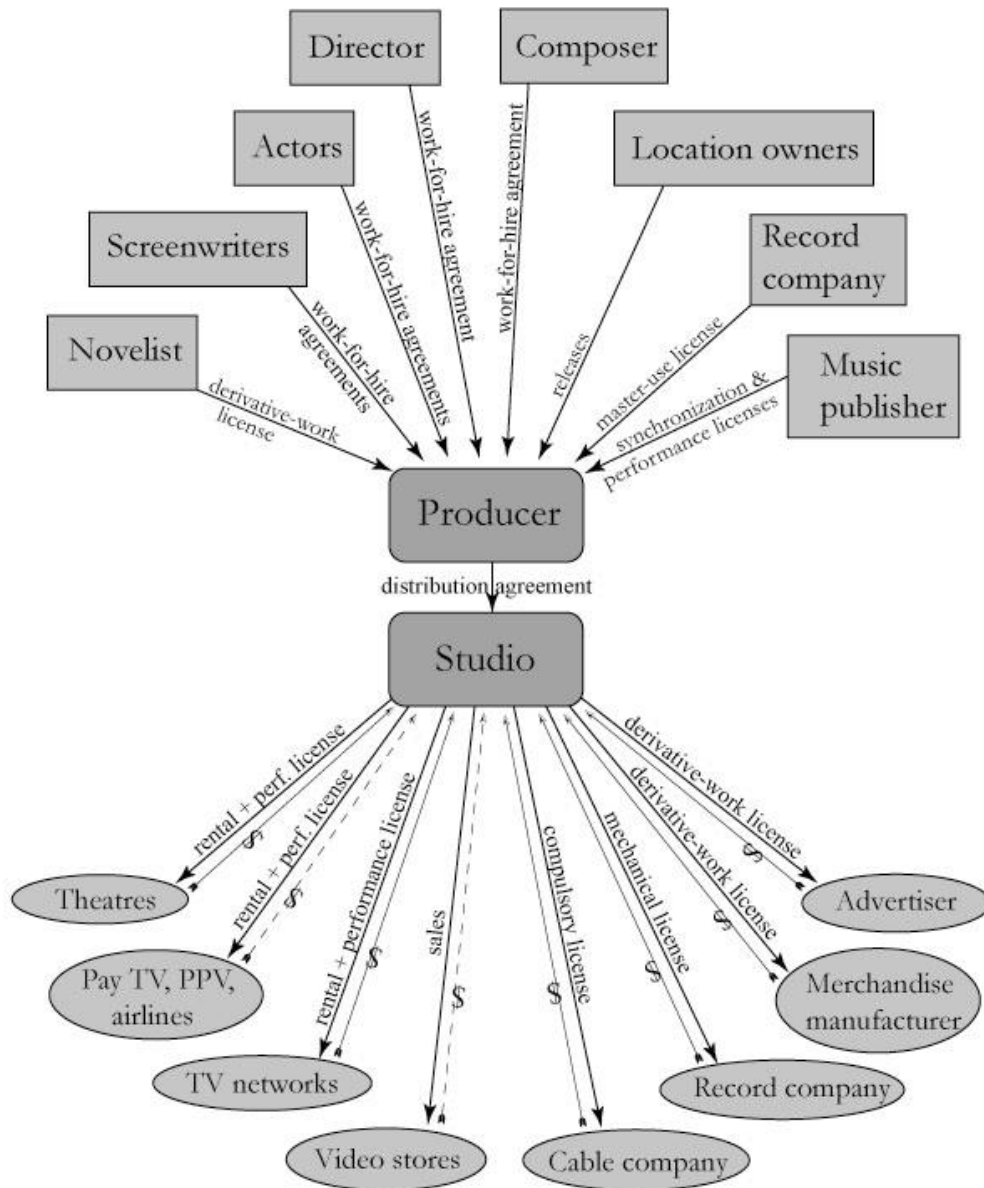 Director
Composer
work-for-hire agreement
work-for-hire agreement
Actors
Location owners
work-for-hire agreements
releases
Screenwriters
Record
company
work-for-hire
agreements
master-use license
Novelist
Music
publisher
derivative-work
license
synchronization &
performance licenses
Producer
distribution agreement
Studio
rental + perf. license
$
rental + perf. license
$
rental + performance license
$
sales
$
compulsory license
$
mechanical license
$
derivative-work license
$
derivative-work license
$
Theatres
Advertiser
Pay TV, PPV,
airlines
Merchandise
manufacturer
TV networks
Record company
Video stores
Cable company